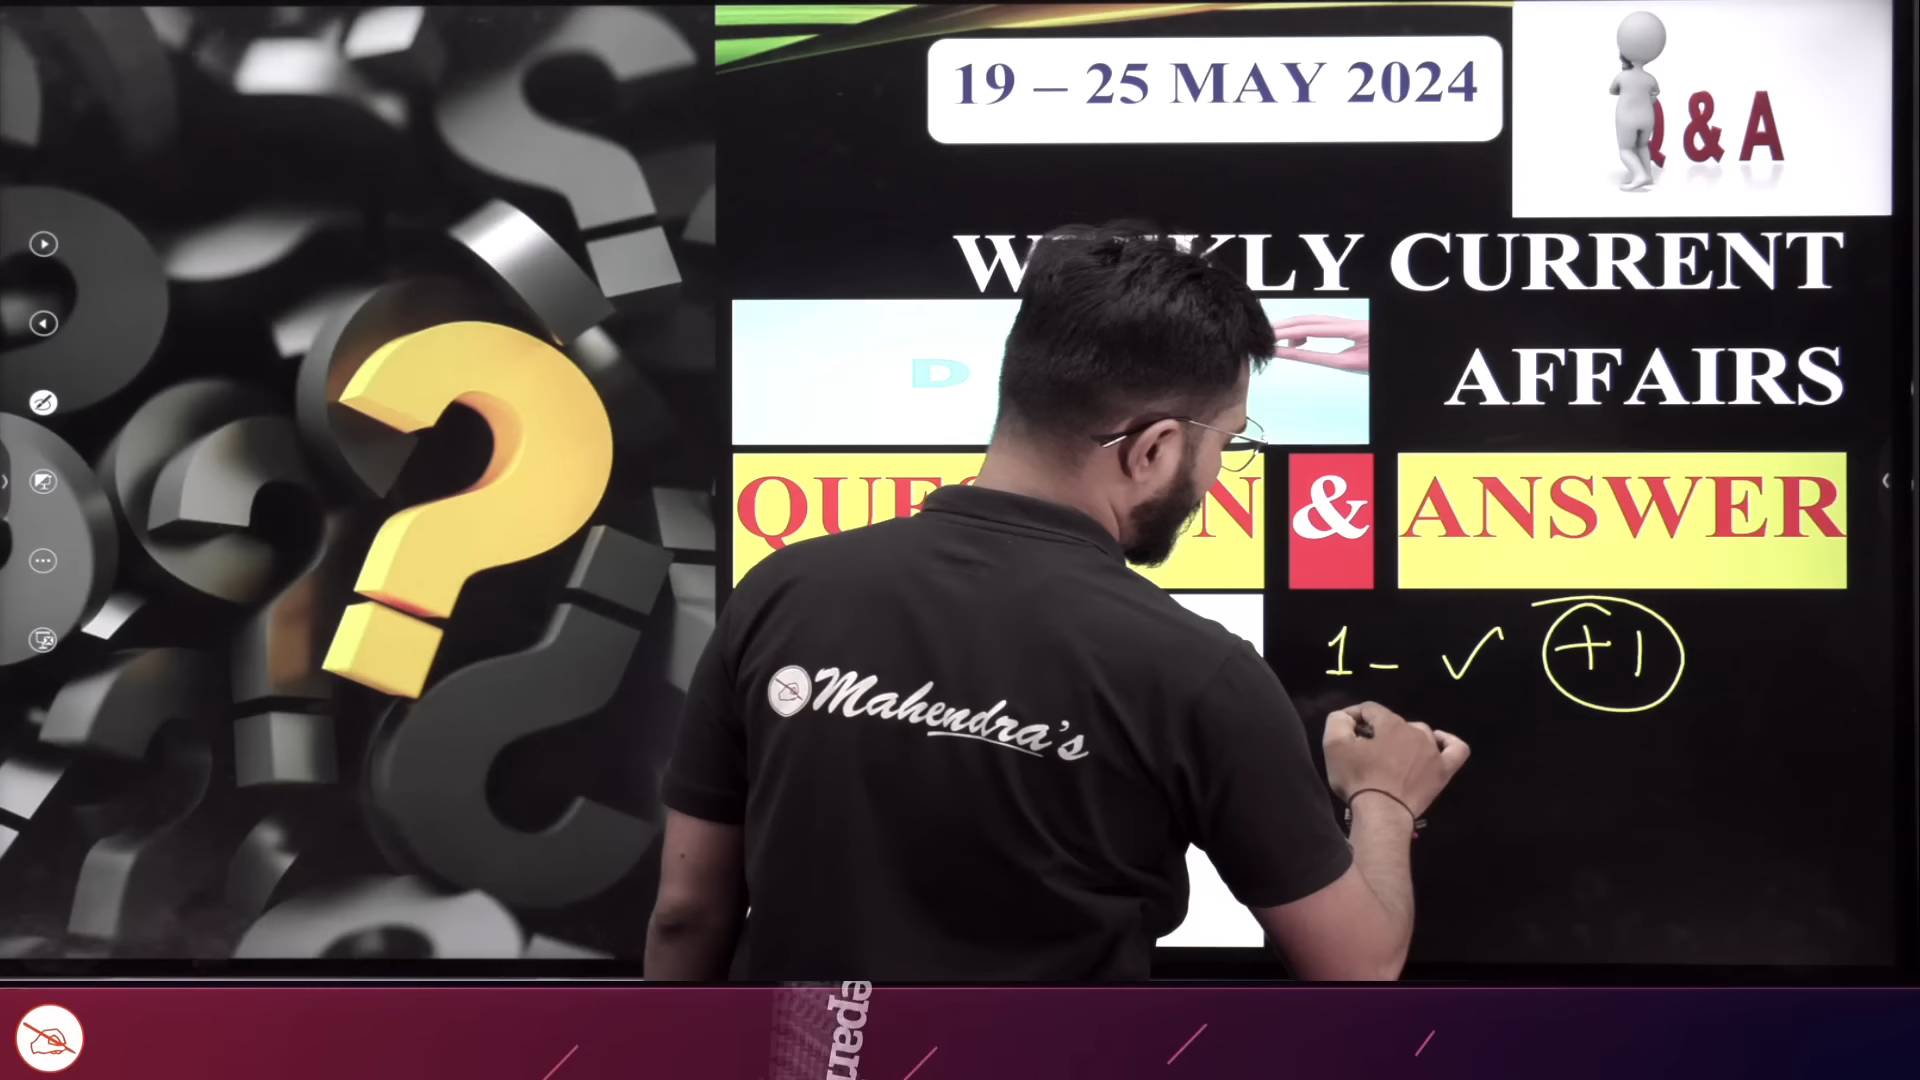 19 – 25 MAY 2024
& A
CURRENT
AFFAIRS
& ANSWER
1 – ✓ +1
Mahendra's